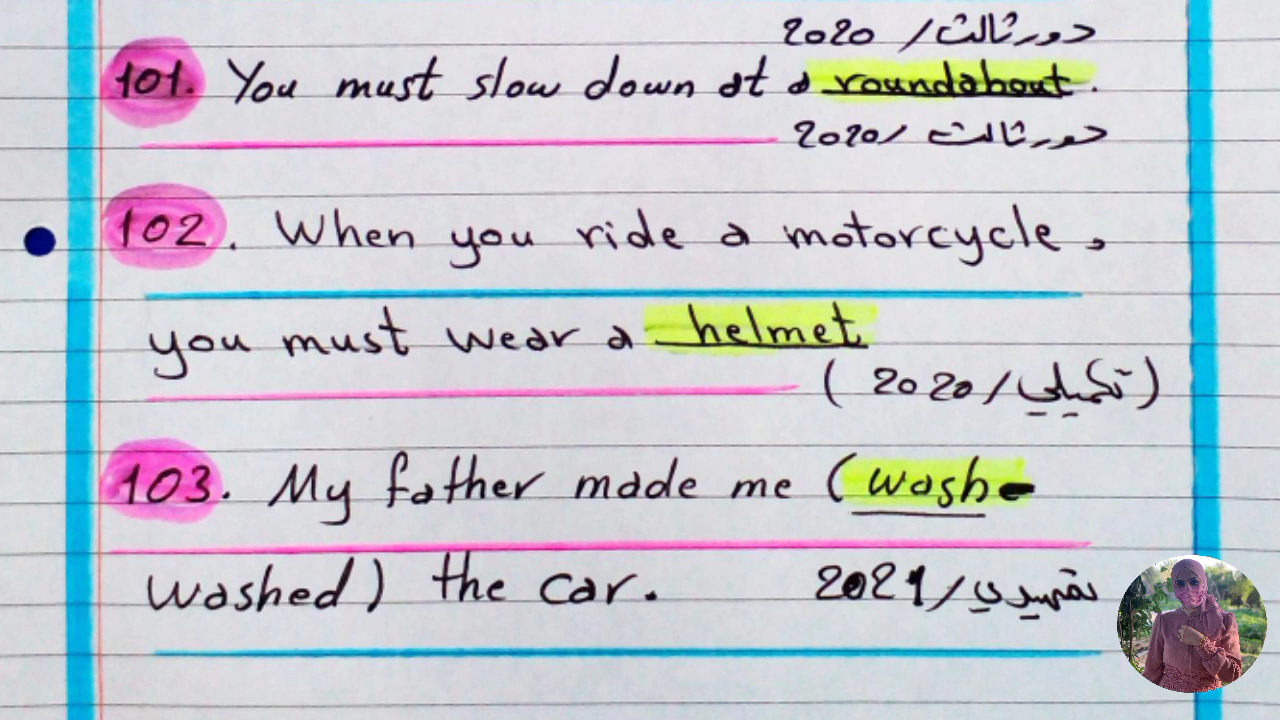 دور ثالث / 2020
101. You must slow down at a roundabout.
دور ثالث / 2020
102. When you ride a motorcycle,
you must wear a helmet
(تكميلي / 2020)
103. My father made me (wash-
washed) the car. تمهيدي / 2021